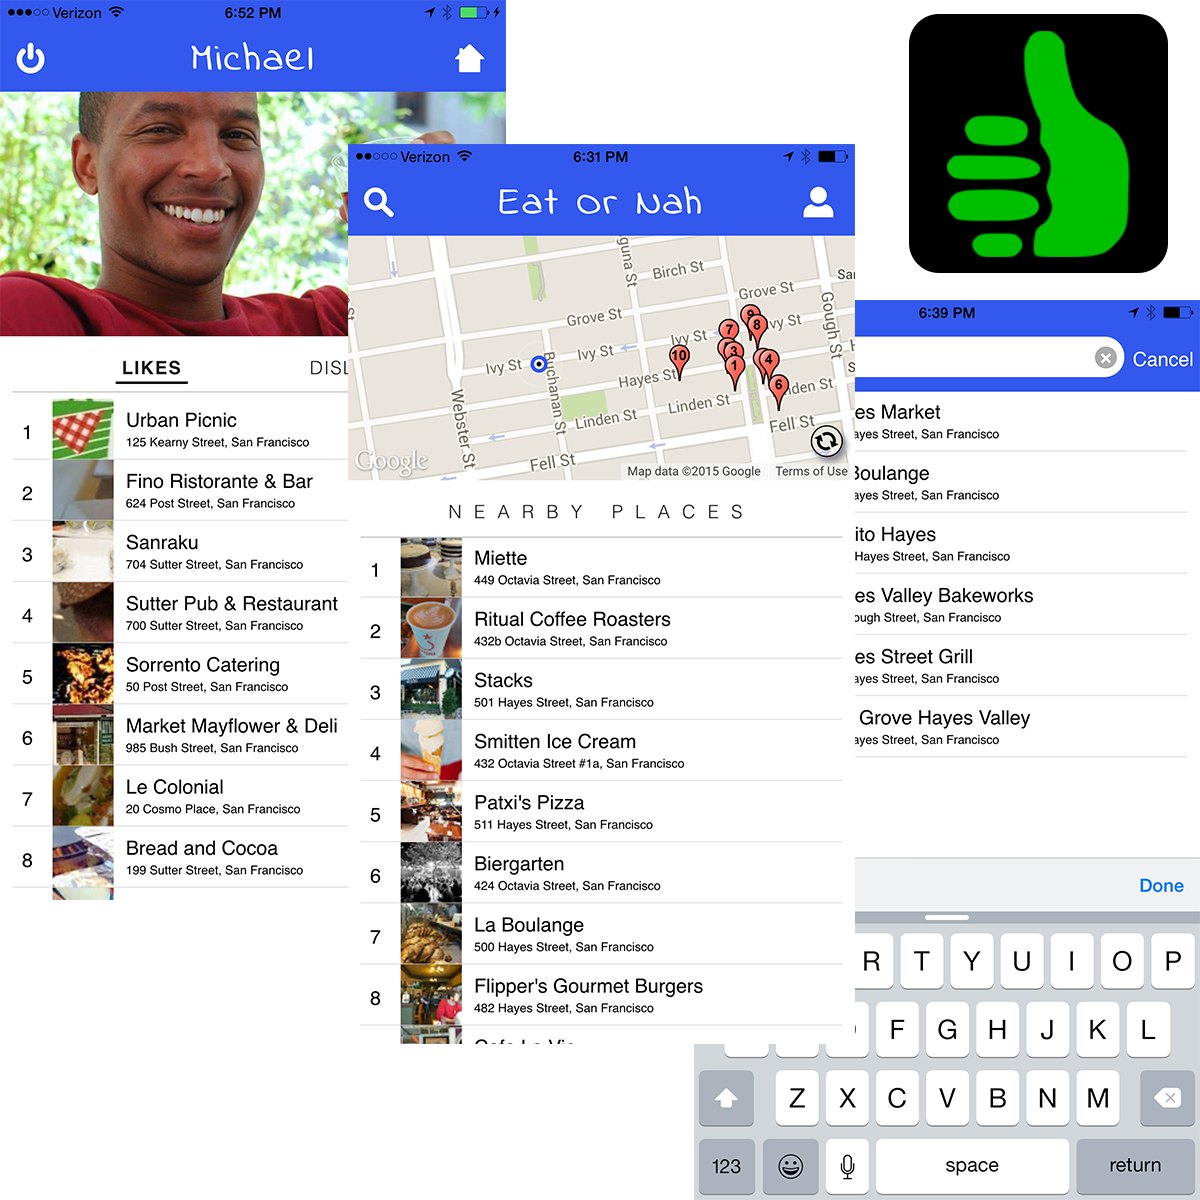 Verizon 6:52 PM
Michael
LIKES DISL
1 Urban Picnic
125 Kearny Street, San Francisco
2 Fino Ristorante & Bar
624 Post Street, San Francisco
3 Sanraku
704 Sutter Street, San Francisco
4 Sutter Pub & Restaurant
700 Sutter Street, San Francisco
5 Sorrento Catering
50 Post Street, San Francisco
6 Market Mayflower & Deli
985 Bush Street, San Francisco
7 Le Colonial
20 Cosmo Place, San Francisco
8 Bread and Cocoa
199 Sutter Street, San Francisco
Verizon 6:31 PM
Eat Or Nah
Birch St
Grove St
Grove St
Ivy St
Ivy St
Ivy St
vy St
Hayes St
Linden St
Linden St
nden St
Fell St
Fell St
Webster St
Buchanan St
guna St
Gough St
San
7
9
8
10
3
1
4
6
Google
Map data ©2015 Google Terms of Use
NEARBY PLACES
1 Miette
449 Octavia Street, San Francisco
2 Ritual Coffee Roasters
432b Octavia Street, San Francisco
3 Stacks
501 Hayes Street, San Francisco
4 Smitten Ice Cream
432 Octavia Street #1a, San Francisco
5 Patxi's Pizza
511 Hayes Street, San Francisco
6 Biergarten
424 Octavia Street, San Francisco
7 La Boulange
500 Hayes Street, San Francisco
8 Flipper's Gourmet Burgers
482 Hayes Street, San Francisco
6:39 PM
Cancel
es Market
ayes Street, San Francisco
Boulange
ayes Street, San Francisco
ito Hayes
Hayes Street, San Francisco
es Valley Bakeworks
ough Street, San Francisco
es Street Grill
ayes Street, San Francisco
Grove Hayes Valley
ayes Street, San Francisco
Done
R T Y U I O P
F G H J K L
Z X C V B N M
123 space return